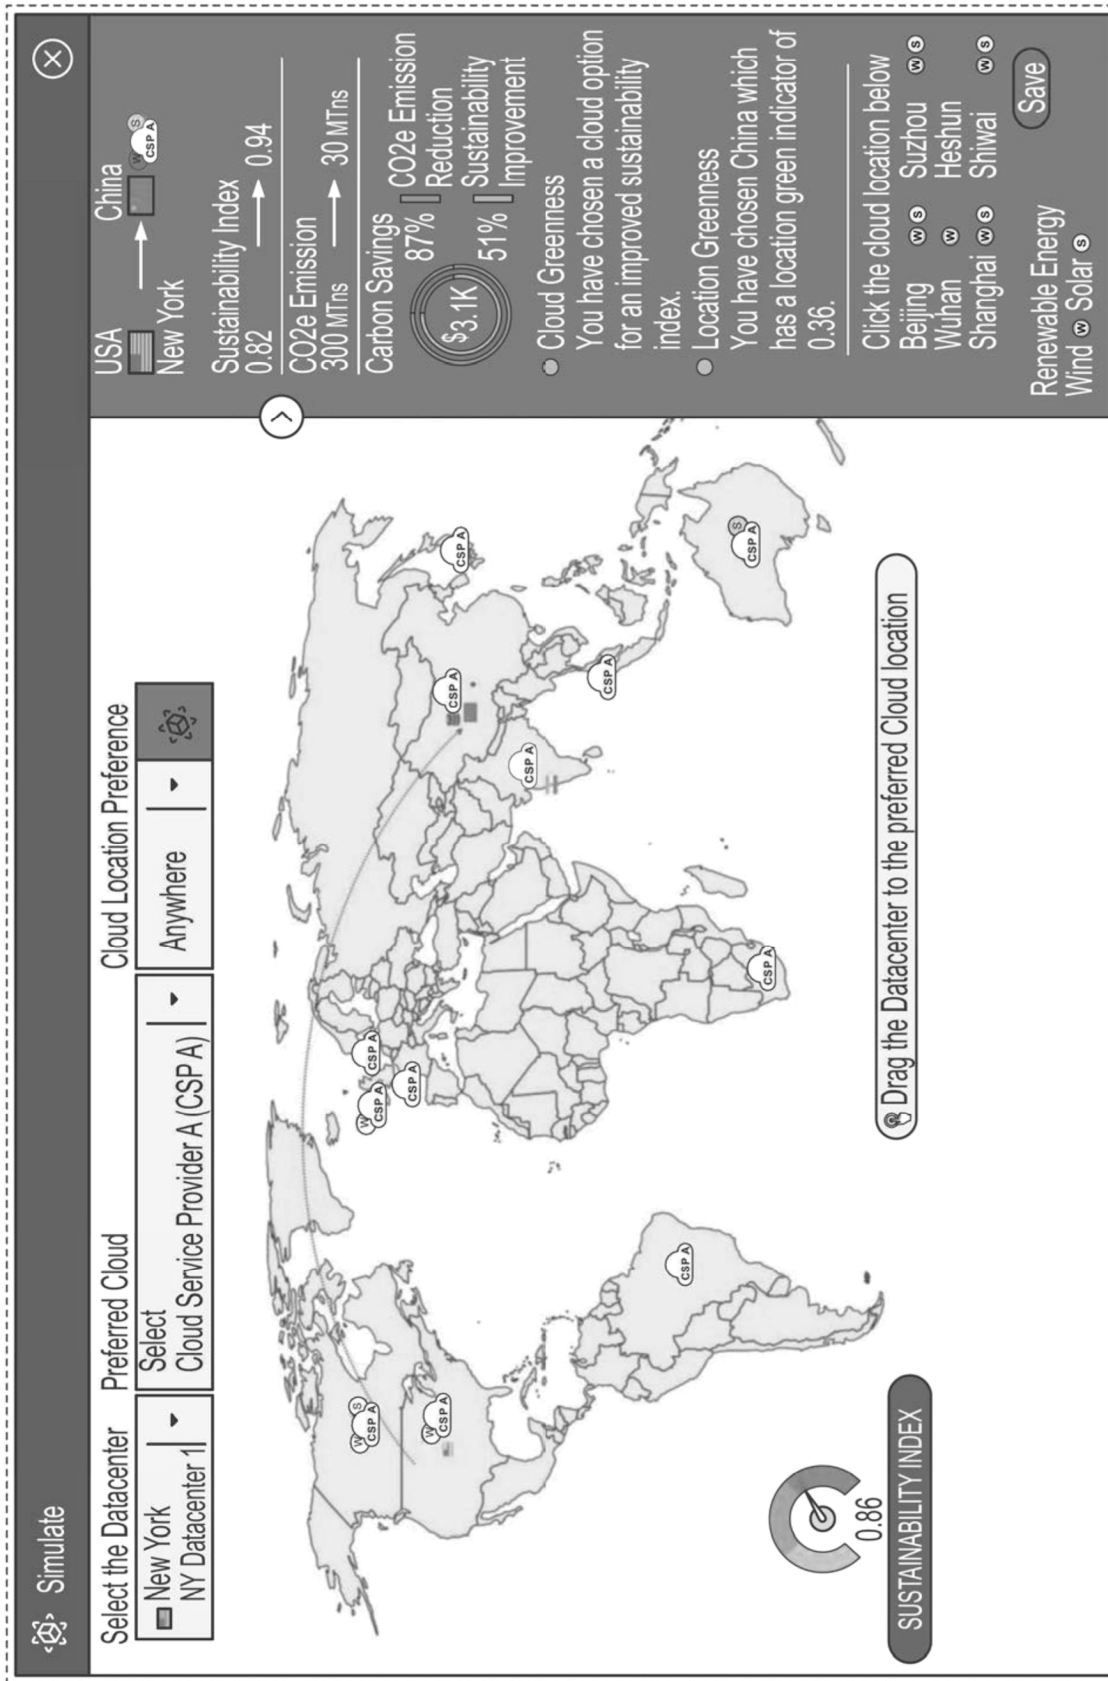 Simulate
Select the Datacenter
New York
NY Datacenter 1
Preferred Cloud
Select
Cloud Service Provider A (CSP A)
Cloud Location Preference
Anywhere
W
S
CSP A
W
CSP A
CSP A
W
CSP A
CSP A
CSP A
CSP A
CSP A
CSP A
CSP A
CSP A
S
CSP A
0.86
SUSTAINABILITY INDEX
Drag the Datacenter to the preferred Cloud location
USA
New York
China
W
S
CSP A
Sustainability Index
0.82 0.94
CO2e Emission
300 MTns 30 MTns
Carbon Savings
$3.1K
87% CO2e Emission
Reduction
51% Sustainability
Improvement
Cloud Greenness
You have chosen a cloud option
for an improved sustainability
index.
Location Greenness
You have chosen China which
has a location green indicator of
0.36.
Click the cloud location below
Beijing W S Suzhou W S
Wuhan W Heshun
Shanghai W S Shiwai W S
Renewable Energy
Wind W Solar S
Save